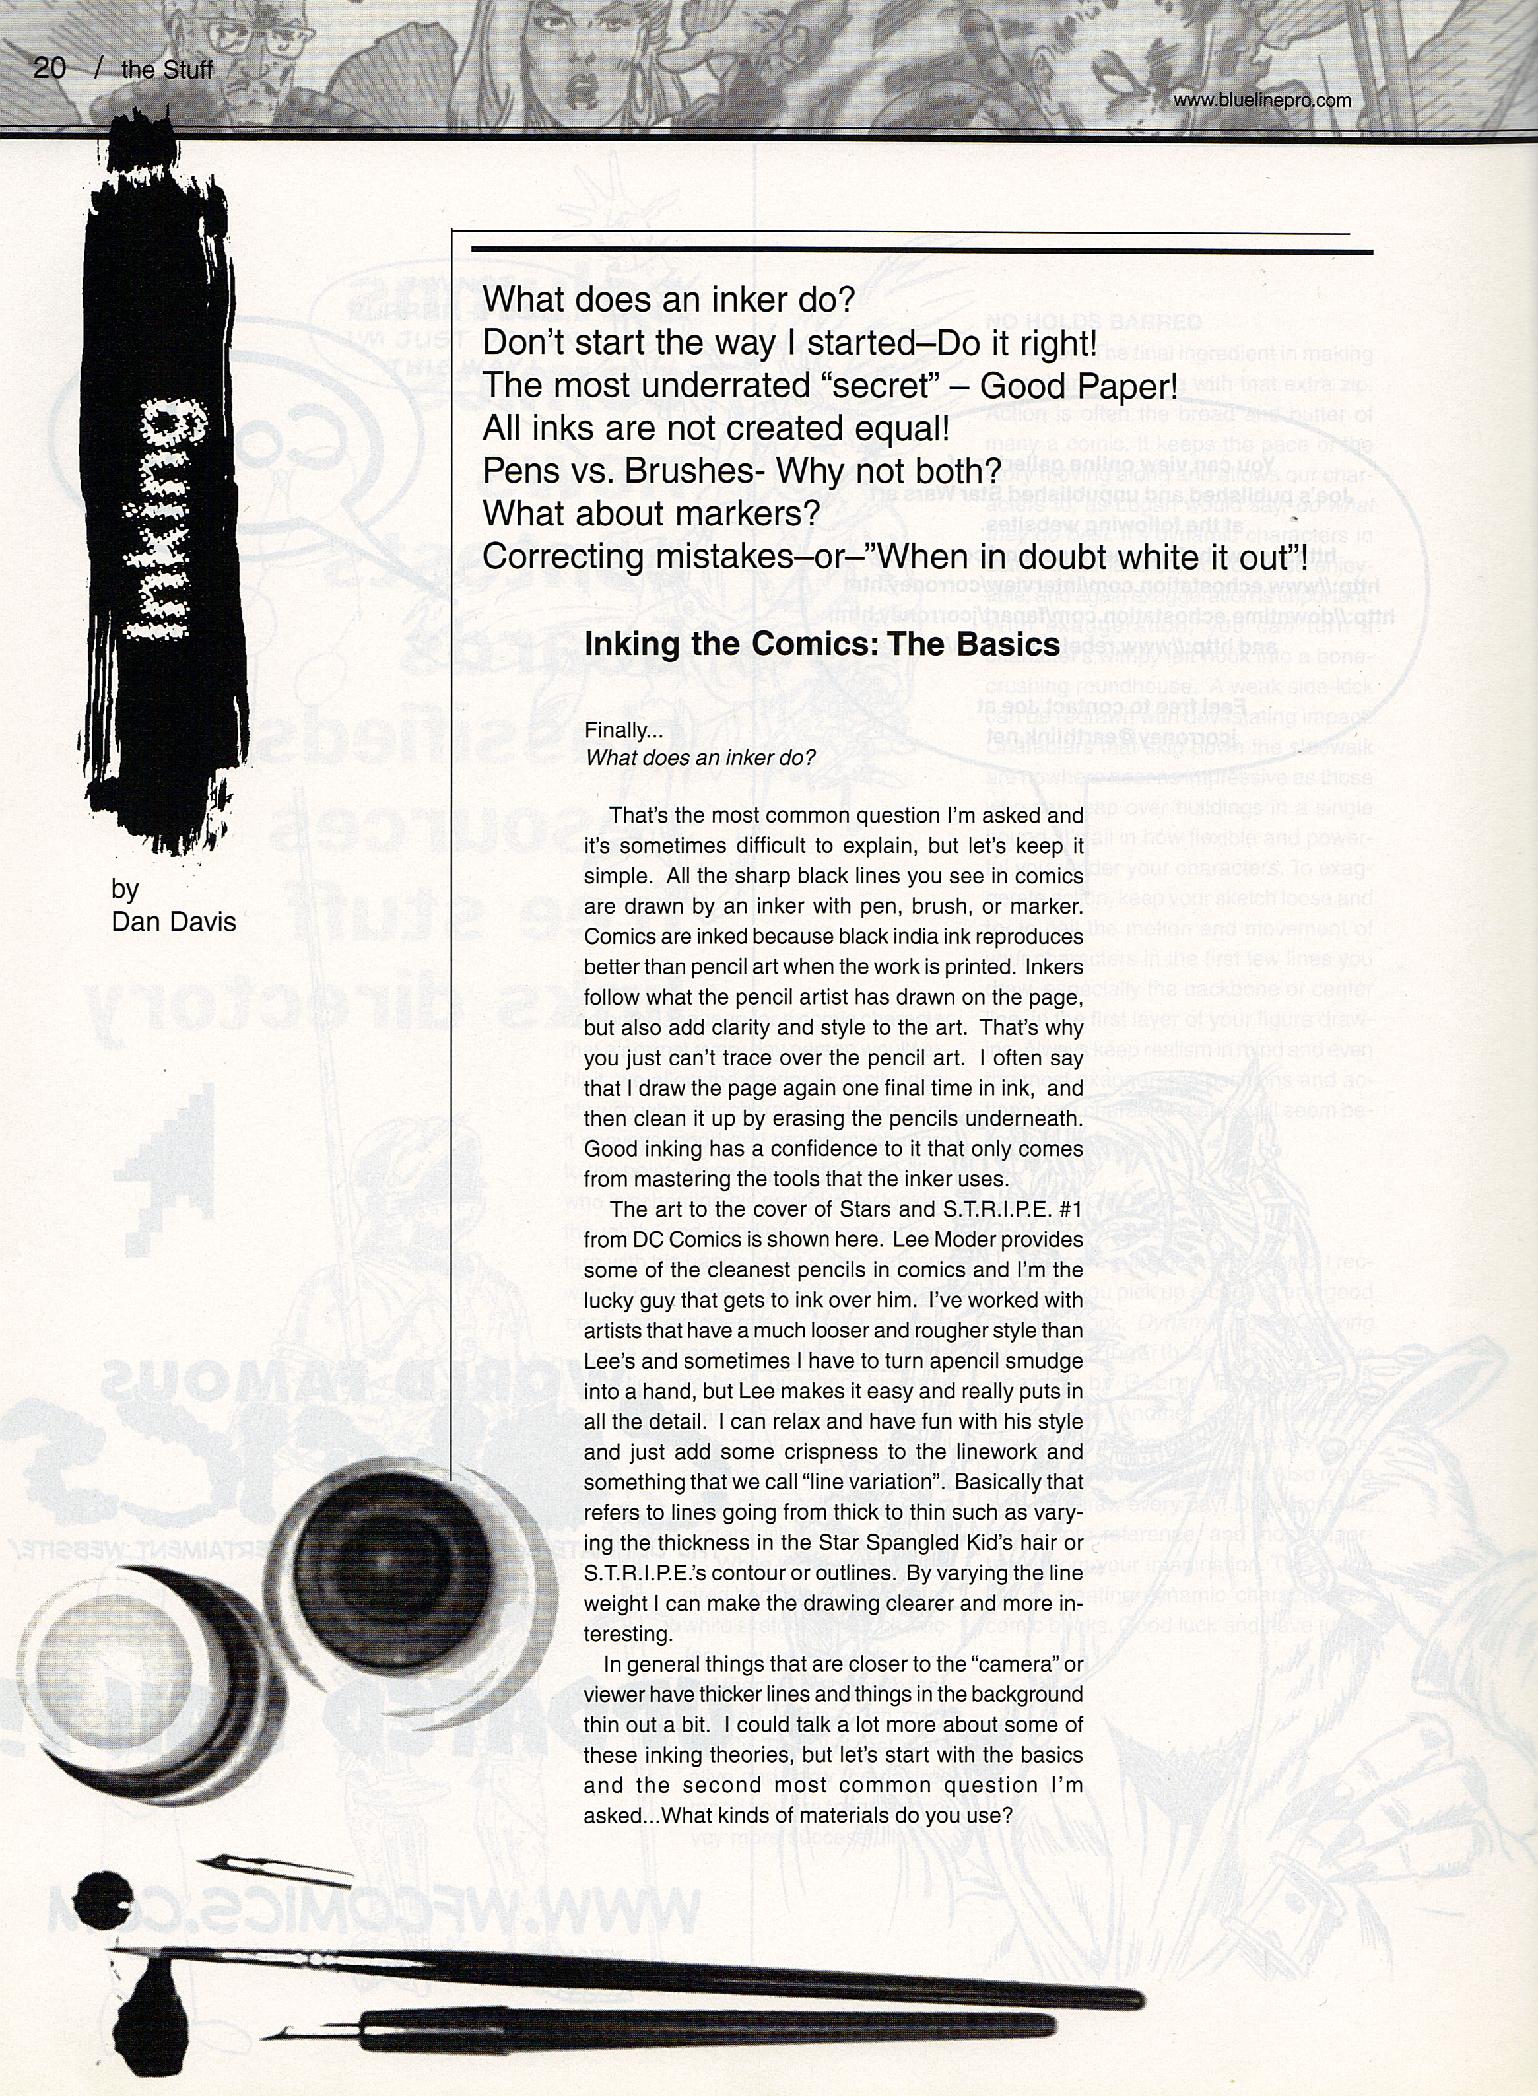 20 / the Stuff
www.bluelinepro.com
Inking
by
Dan Davis
What does an inker do?
Don't start the way I started–Do it right!
The most underrated “secret” – Good Paper!
All inks are not created equal!
Pens vs. Brushes- Why not both?
What about markers?
Correcting mistakes–or–”When in doubt white it out”!
Inking the Comics: The Basics
Finally...
What does an inker do?
That's the most common question I'm asked and
it's sometimes difficult to explain, but let's keep it
simple. All the sharp black lines you see in comics
are drawn by an inker with pen, brush, or marker.
Comics are inked because black india ink reproduces
better than pencil art when the work is printed. Inkers
follow what the pencil artist has drawn on the page,
but also add clarity and style to the art. That's why
you just can't trace over the pencil art. I often say
that I draw the page again one final time in ink, and
then clean it up by erasing the pencils underneath.
Good inking has a confidence to it that only comes
from mastering the tools that the inker uses.
The art to the cover of Stars and S.T.R.I.P.E. #1
from DC Comics is shown here. Lee Moder provides
some of the cleanest pencils in comics and I'm the
lucky guy that gets to ink over him. I've worked with
artists that have a much looser and rougher style than
Lee's and sometimes I have to turn apencil smudge
into a hand, but Lee makes it easy and really puts in
all the detail. I can relax and have fun with his style
and just add some crispness to the linework and
something that we call “line variation”. Basically that
refers to lines going from thick to thin such as vary-
ing the thickness in the Star Spangled Kid's hair or
S.T.R.I.P.E.'s contour or outlines. By varying the line
weight I can make the drawing clearer and more in-
teresting.
In general things that are closer to the “camera” or
viewer have thicker lines and things in the background
thin out a bit. I could talk a lot more about some of
these inking theories, but let's start with the basics
and the second most common question I'm
asked...What kinds of materials do you use?